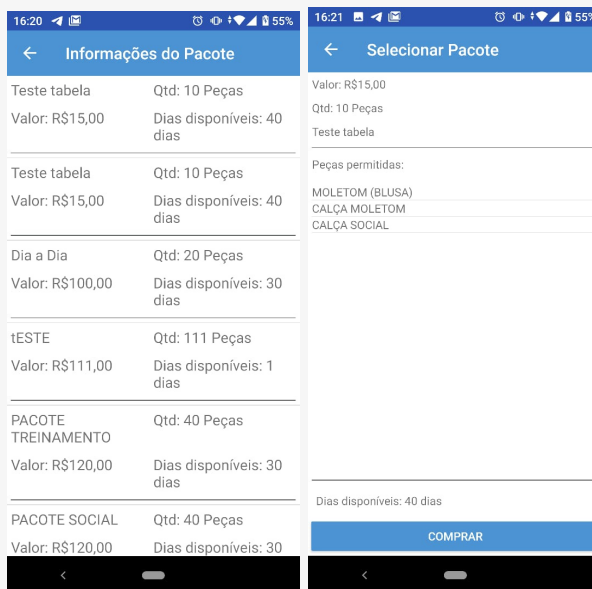 16:20 55%
Informações do Pacote
Teste tabela Qtd: 10 Peças
Valor: R$15,00 Dias disponíveis: 40
dias
Teste tabela Qtd: 10 Peças
Valor: R$15,00 Dias disponíveis: 40
dias
Dia a Dia Qtd: 20 Peças
Valor: R$100,00 Dias disponíveis: 30
dias
tESTE Qtd: 111 Peças
Valor: R$111,00 Dias disponíveis: 1
dias
PACOTE Qtd: 40 Peças
TREINAMENTO
Valor: R$120,00 Dias disponíveis: 30
dias
PACOTE SOCIAL Qtd: 40 Peças
Valor: R$120,00 Dias disponíveis: 30
16:21 55%
Selecionar Pacote
Valor: R$15,00
Qtd: 10 Peças
Teste tabela
Peças permitidas:
MOLETOM (BLUSA)
CALÇA MOLETOM
CALÇA SOCIAL
Dias disponíveis: 40 dias
COMPRAR